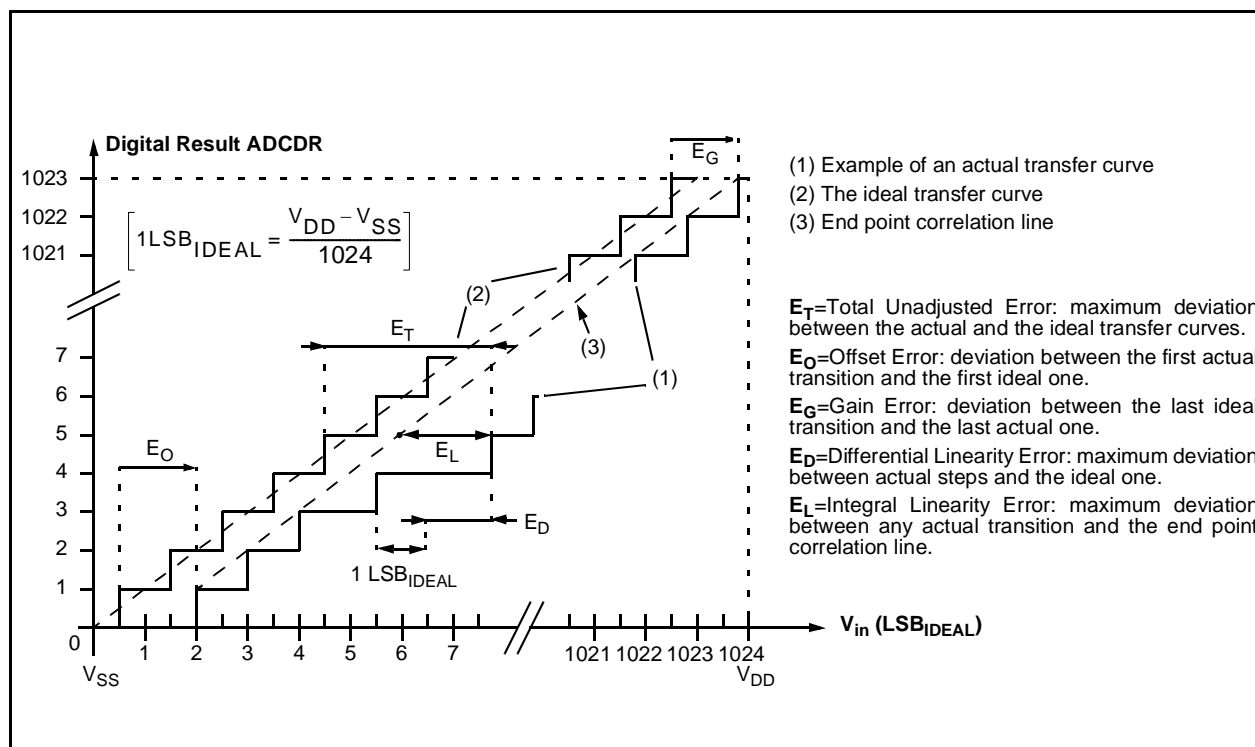 Digital Result ADCDR
E_G
1023
1022
1021
[1LSB_IDEAL = (V_DD – V_SS) / 1024]
(1) Example of an actual transfer curve
(2) The ideal transfer curve
(3) End point correlation line
(2)
E_T
(3)
(1)
7
6
5
4
3
2
1
0
E_O
E_L
E_D
1 LSB_IDEAL
E_T=Total Unadjusted Error: maximum deviation
between the actual and the ideal transfer curves.
E_O=Offset Error: deviation between the first actual
transition and the first ideal one.
E_G=Gain Error: deviation between the last ideal
transition and the last actual one.
E_D=Differential Linearity Error: maximum deviation
between actual steps and the ideal one.
E_L=Integral Linearity Error: maximum deviation
between any actual transition and the end point
correlation line.
V_in (LSB_IDEAL)
1 2 3 4 5 6 7 1021 1022 1023 1024
V_SS V_DD